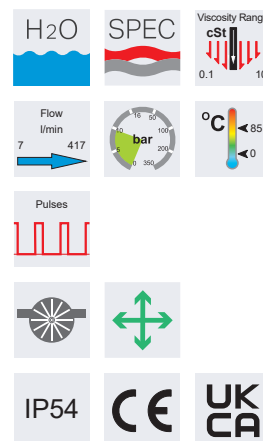 H2O
SPEC
Viscosity Rang
cSt
0.1
10
Flow
l/min
7
417
16
50
10
100
bar
5
200
0
350
°C
85
0
Pulses
IP54
CE
UK
CA